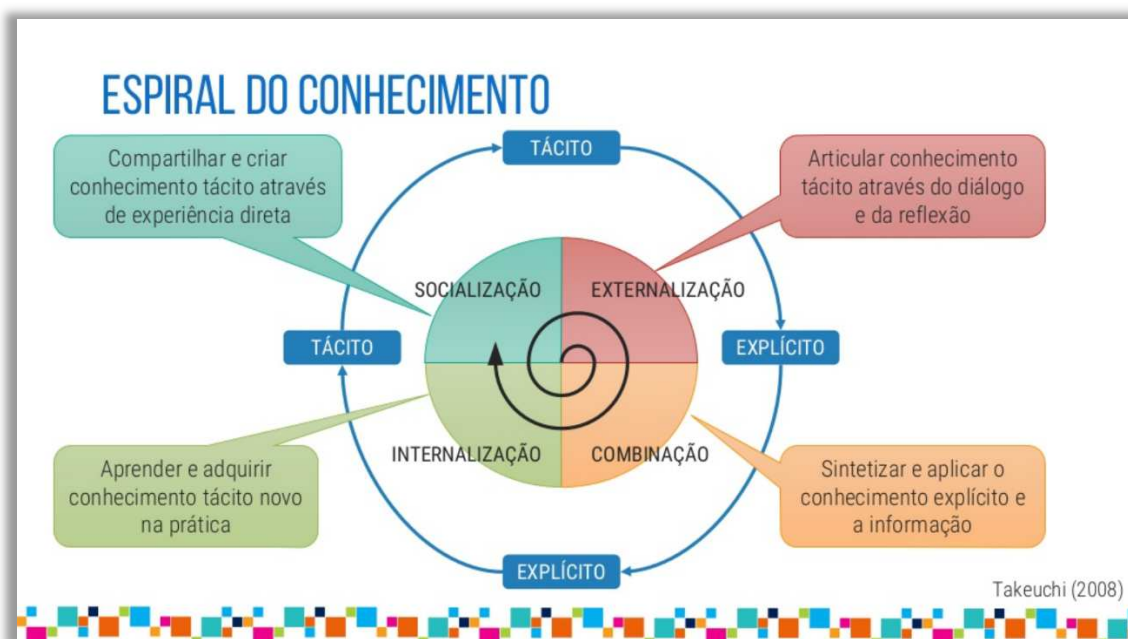 ESPIRAL DO CONHECIMENTO
Compartilhar e criar
conhecimento tácito através
de experiência direta
TÁCITO
Articular conhecimento
tácito através do diálogo
e da reflexão
SOCIALIZAÇÃO
EXTERNALIZAÇÃO
TÁCITO
EXPLÍCITO
INTERNALIZAÇÃO
COMBINAÇÃO
Aprender e adquirir
conhecimento tácito novo
na prática
Sintetizar e aplicar o
conhecimento explícito e
a informação
EXPLÍCITO
Takeuchi (2008)